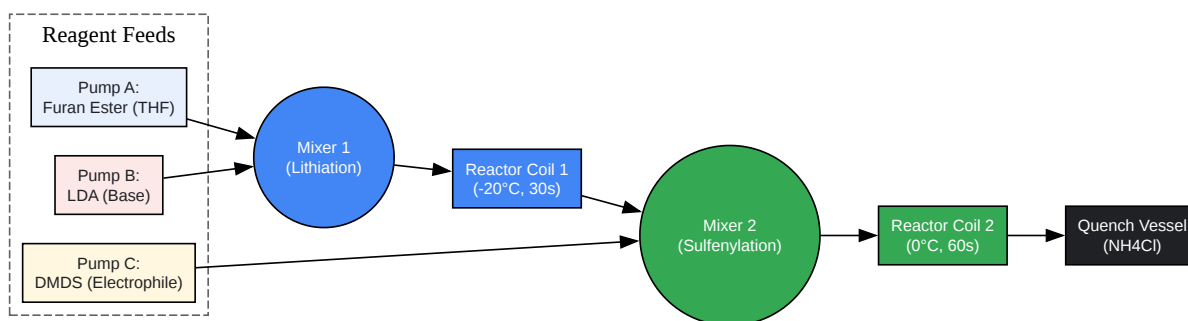 Reagent Feeds
Pump A:
Furan Ester (THF)
Pump B:
LDA (Base)
Pump C:
DMDS (Electrophile)
Mixer 1
(Lithiation)
Reactor Coil 1
(-20°C, 30s)
Mixer 2
(Sulfenylation)
Reactor Coil 2
(0°C, 60s)
Quench Vessel
(NH4Cl)